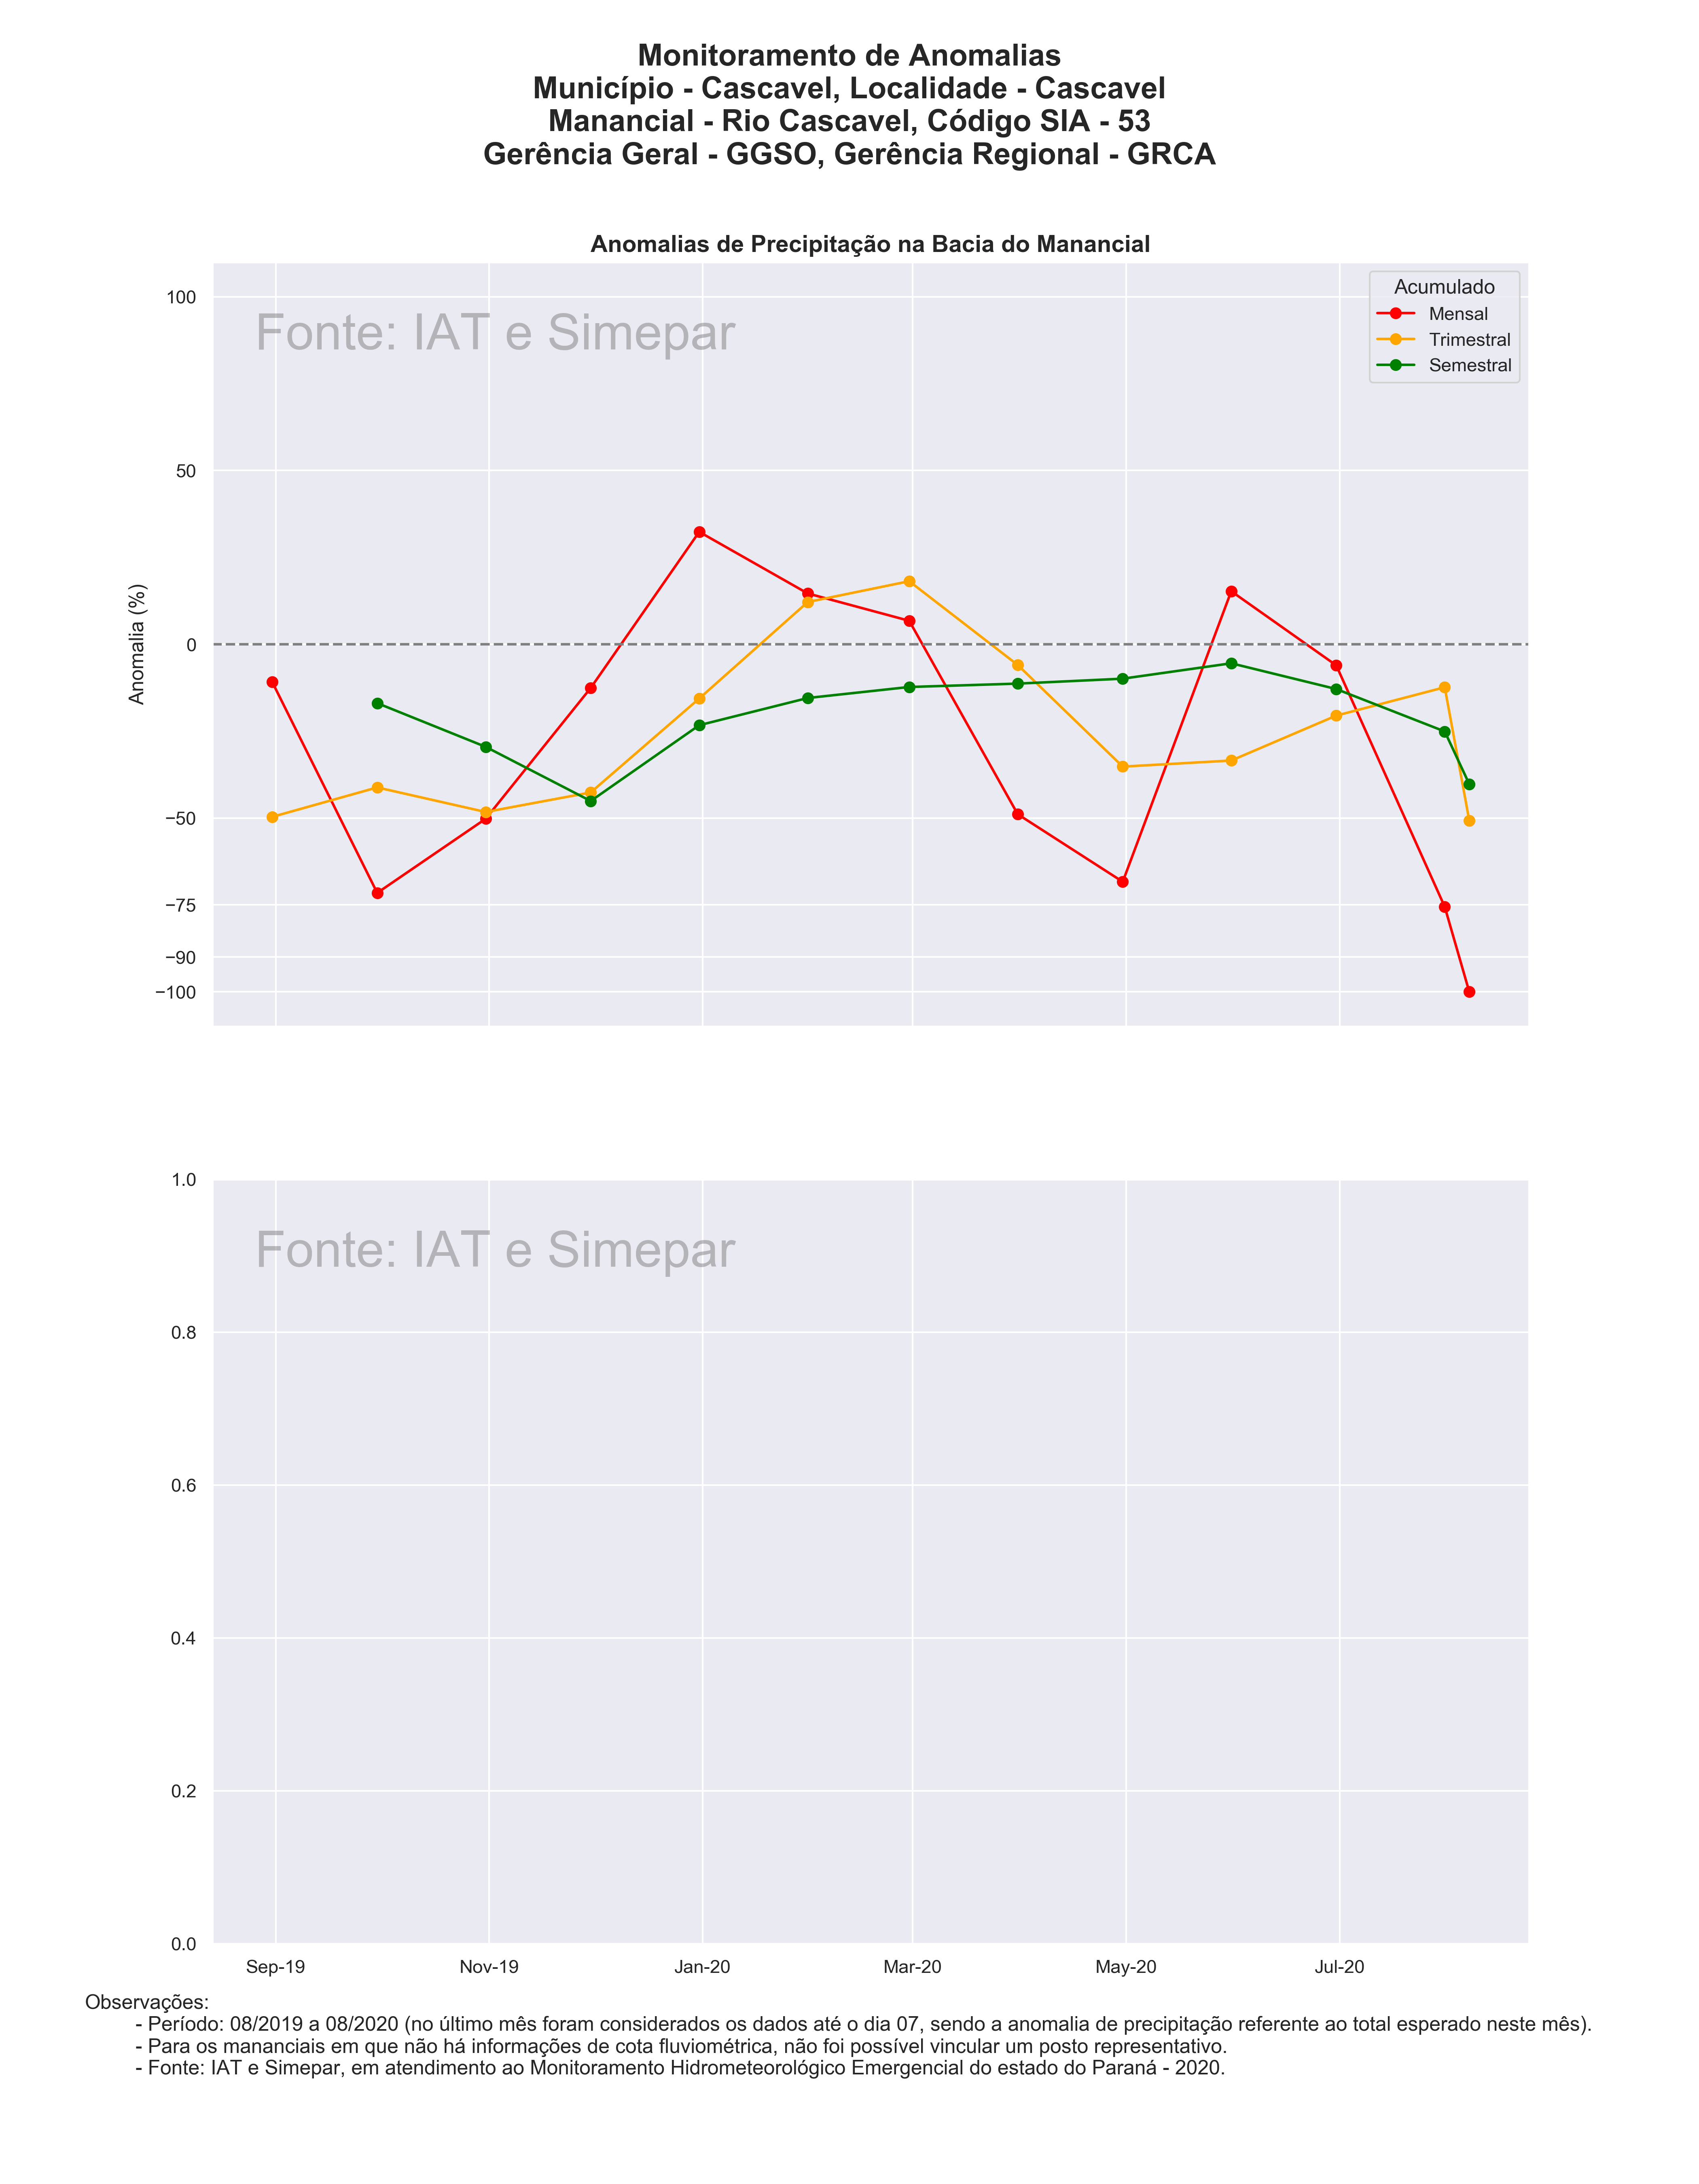 Monitoramento de Anomalias
Município - Cascavel, Localidade - Cascavel
Manancial - Rio Cascavel, Código SIA - 53
Gerência Geral - GGSO, Gerência Regional - GRCA
Anomalias de Precipitação na Bacia do Manancial
Fonte: IAT e Simepar
Acumulado
Mensal
Trimestral
Semestral
Anomalia (%)
100
50
0
−50
−75
−90
−100
Fonte: IAT e Simepar
1.0
0.8
0.6
0.4
0.2
0.0
Sep-19 Nov-19 Jan-20 Mar-20 May-20 Jul-20
Observações:
- Período: 08/2019 a 08/2020 (no último mês foram considerados os dados até o dia 07, sendo a anomalia de precipitação referente ao total esperado neste mês).
- Para os mananciais em que não há informações de cota fluviométrica, não foi possível vincular um posto representativo.
- Fonte: IAT e Simepar, em atendimento ao Monitoramento Hidrometeorológico Emergencial do estado do Paraná - 2020.